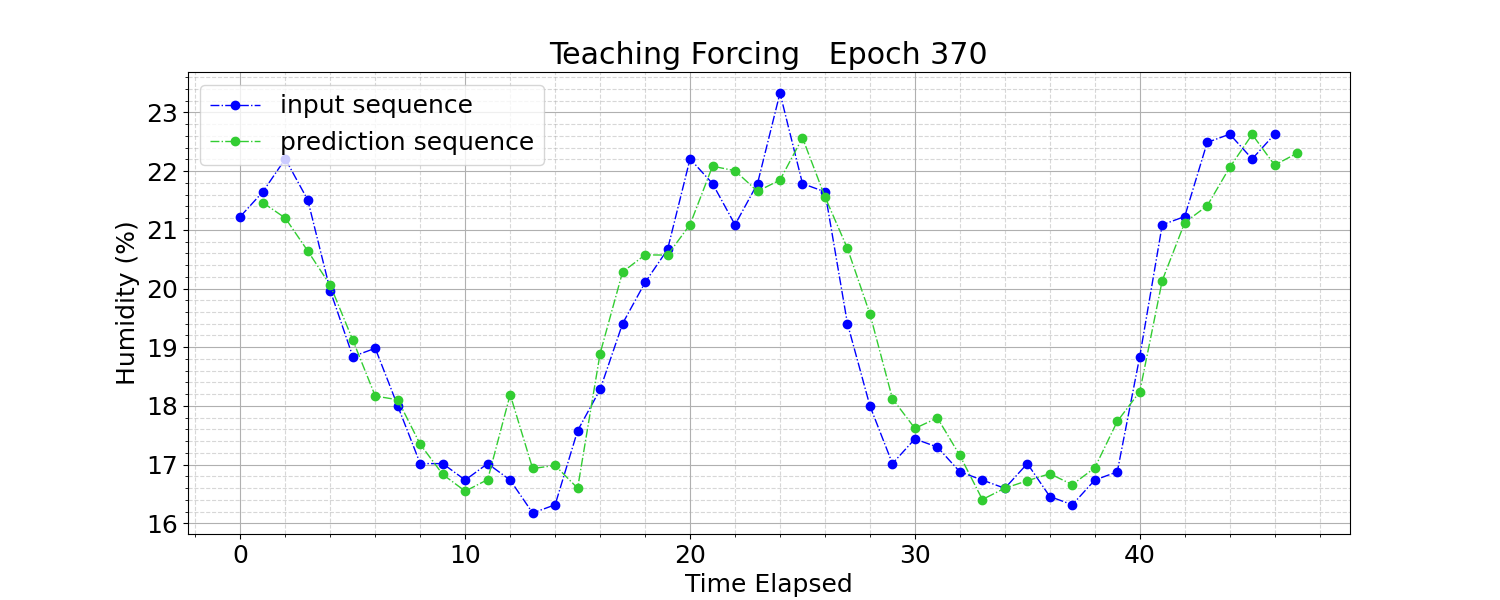 Teaching Forcing   Epoch 370
input sequence
prediction sequence
Humidity (%)
23
22
21
20
19
18
17
16
0 10 20 30 40
Time Elapsed